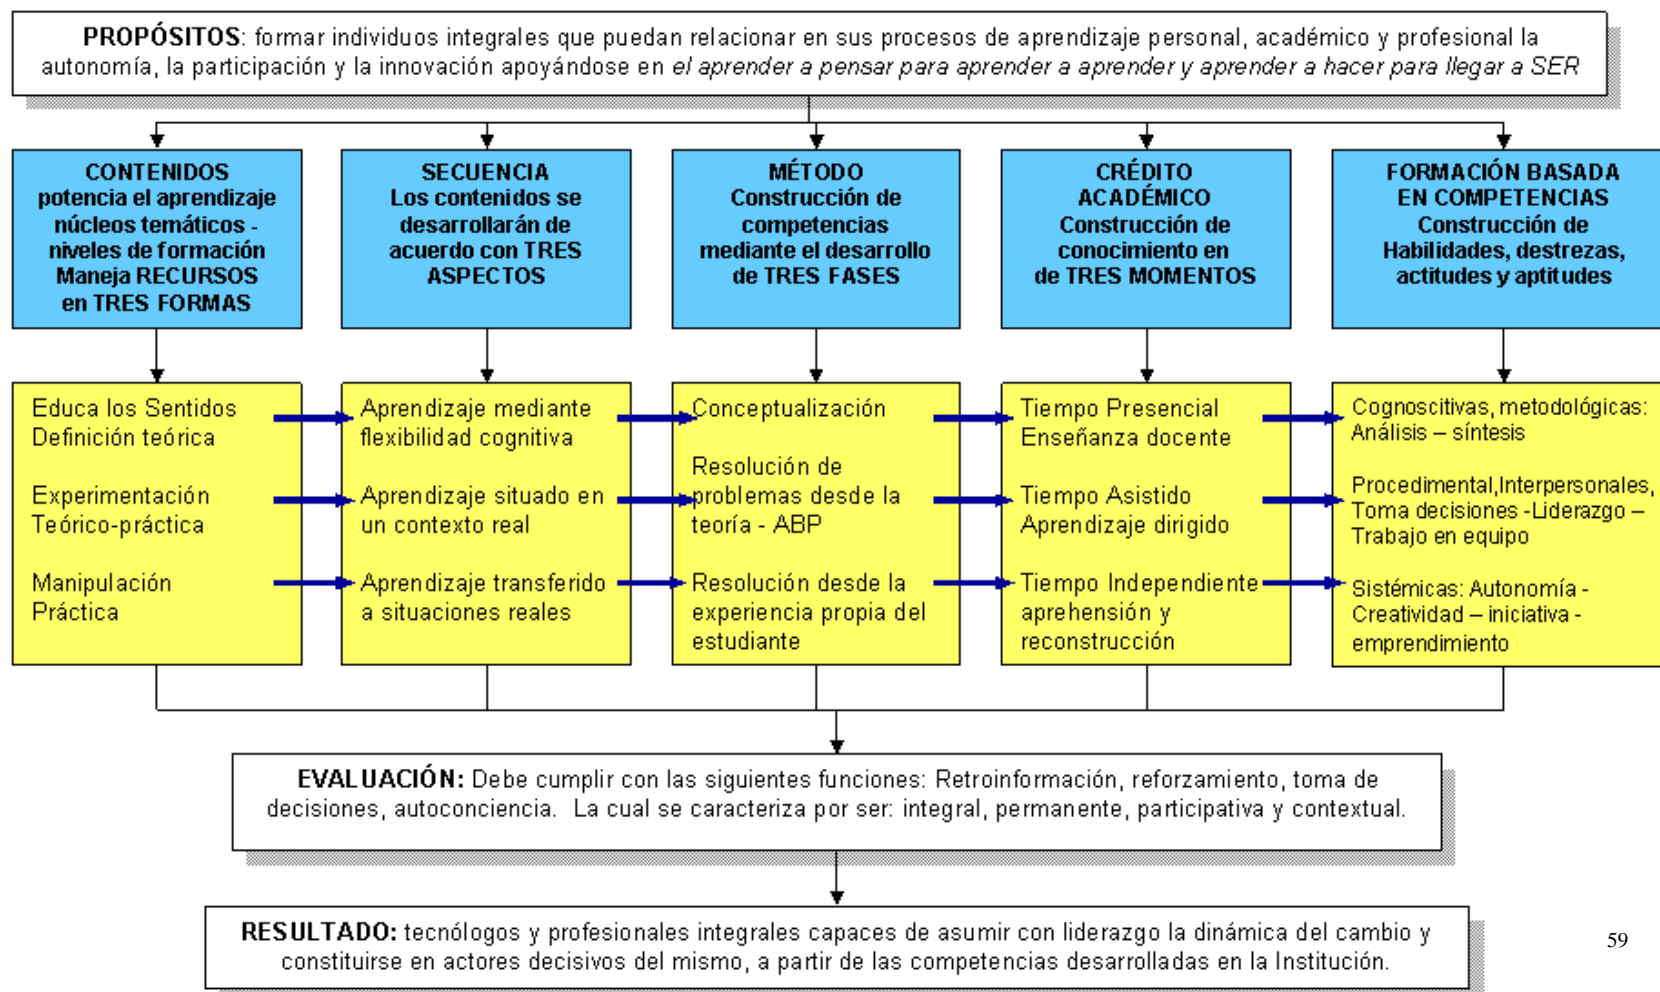 PROPÓSITOS: formar individuos integrales que puedan relacionar en sus procesos de aprendizaje personal, académico y profesional la
autonomía, la participación y la innovación apoyándose en el aprender a pensar para aprender a aprender y aprender a hacer para llegar a SER
CONTENIDOS
potencia el aprendizaje
núcleos temáticos -
niveles de formación
Maneja RECURSOS
en TRES FORMAS
SECUENCIA
Los contenidos se
desarrollarán de
acuerdo con TRES
ASPECTOS
MÉTODO
Construcción de
competencias
mediante el desarrollo
de TRES FASES
CRÉDITO
ACADÉMICO
Construcción de
conocimiento en
de TRES MOMENTOS
FORMACIÓN BASADA
EN COMPETENCIAS
Construcción de
Habilidades, destrezas,
actitudes y aptitudes
Educa los Sentidos
Definición teórica
Experimentación
Teórico-práctica
Manipulación
Práctica
Aprendizaje mediante
flexibilidad cognitiva
Aprendizaje situado en
un contexto real
Aprendizaje transferido
a situaciones reales
Conceptualización
Resolución de
problemas desde la
teoría - ABP
Resolución desde la
experiencia propia del
estudiante
Tiempo Presencial
Enseñanza docente
Tiempo Asistido
Aprendizaje dirigido
Tiempo Independiente
aprehensión y
reconstrucción
Cognoscitivas, metodológicas:
Análisis – síntesis
Procedimental,Interpersonales,
Toma decisiones -Liderazgo –
Trabajo en equipo
Sistémicas: Autonomía -
Creatividad – iniciativa -
emprendimiento
EVALUACIÓN: Debe cumplir con las siguientes funciones: Retroinformación, reforzamiento, toma de
decisiones, autoconciencia. La cual se caracteriza por ser: integral, permanente, participativa y contextual.
RESULTADO: tecnólogos y profesionales integrales capaces de asumir con liderazgo la dinámica del cambio y
constituirse en actores decisivos del mismo, a partir de las competencias desarrolladas en la Institución.
59